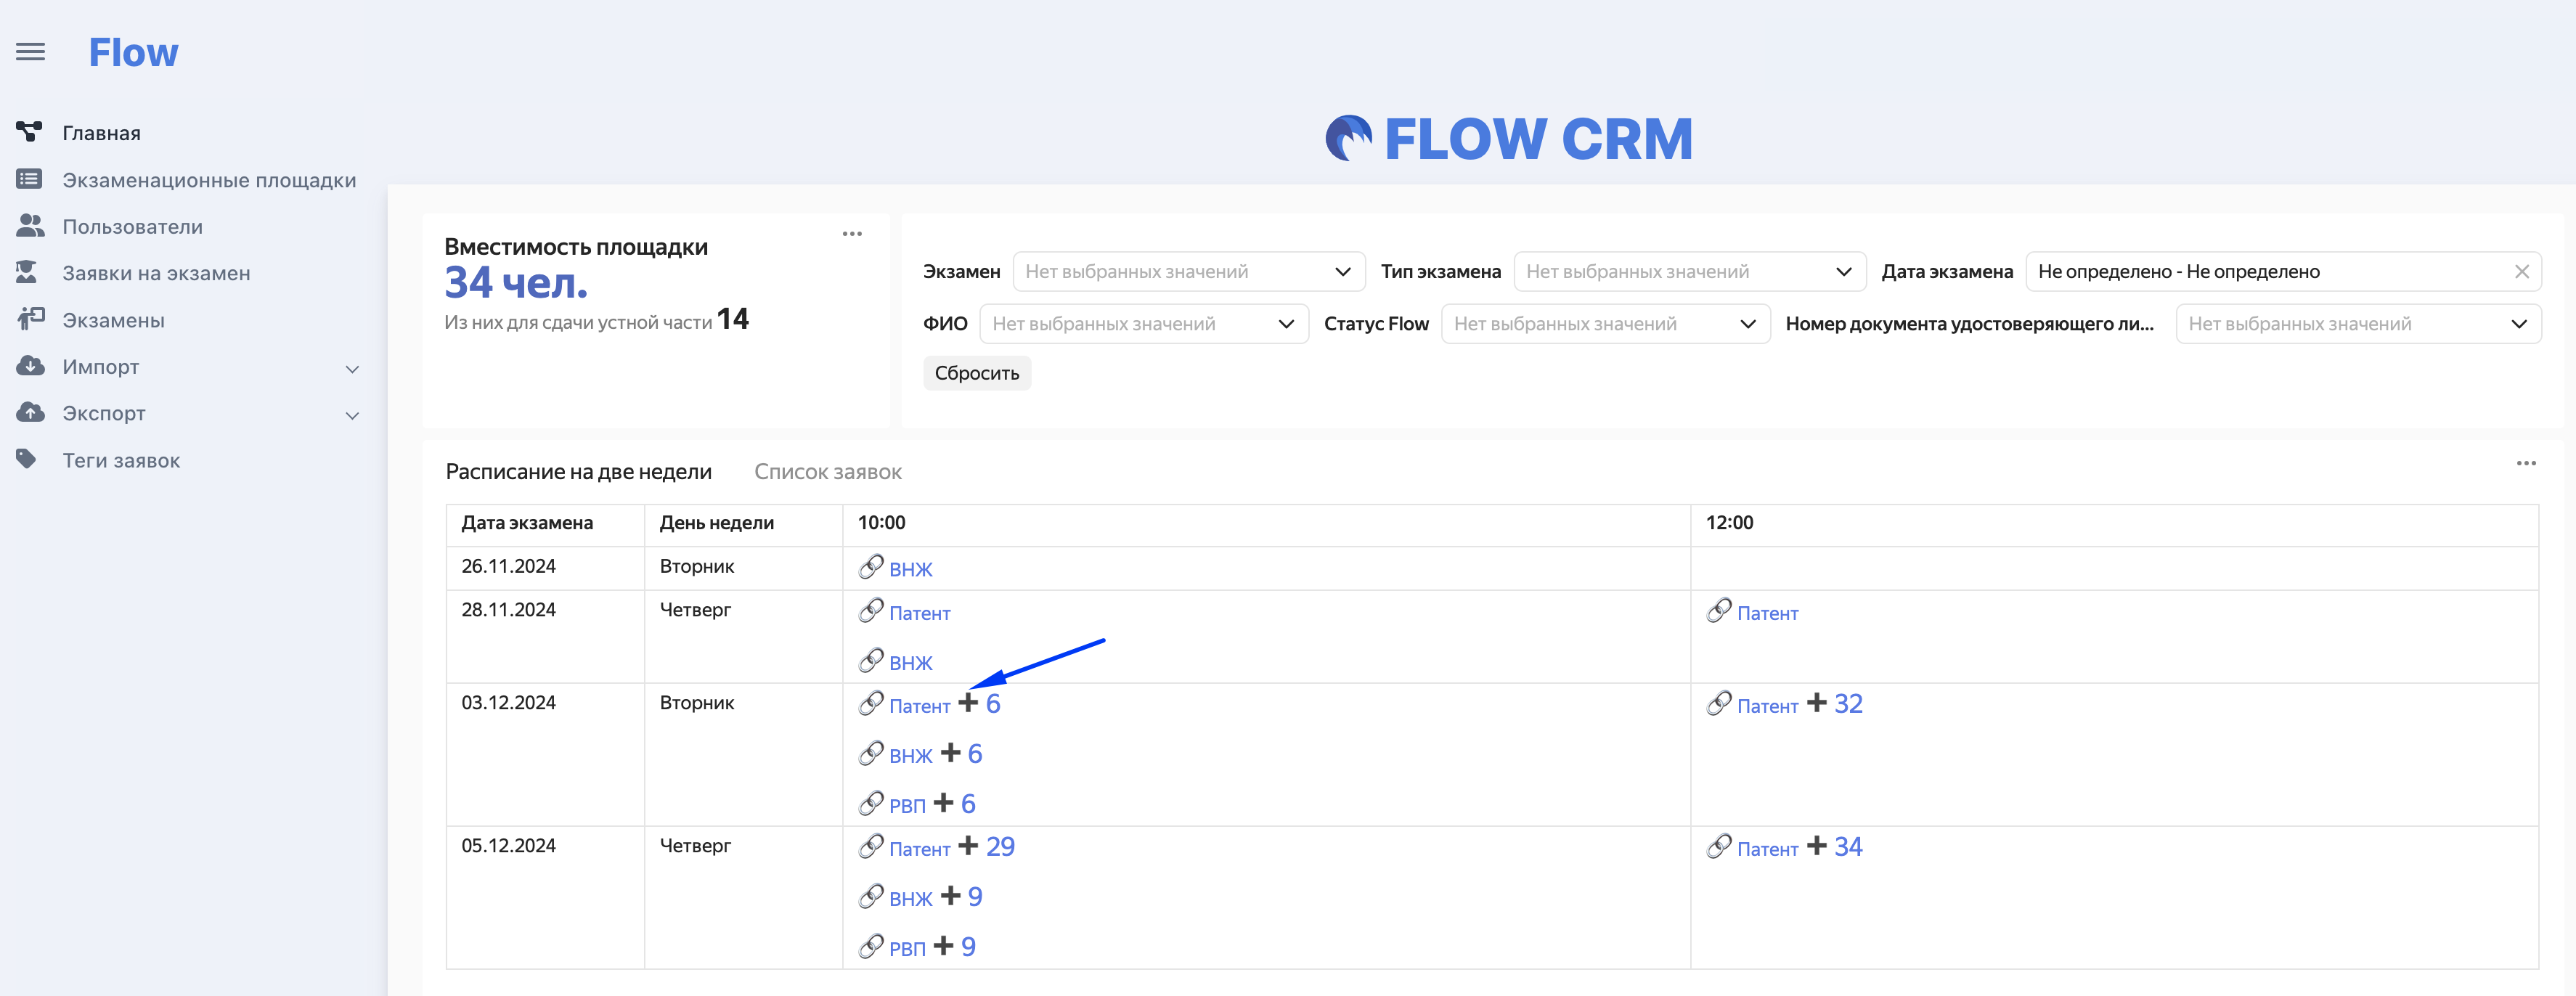 Flow
FLOW CRM
Главная
Экзаменационные площадки
Пользователи
Заявки на экзамен
Экзамены
Импорт
Экспорт
Теги заявок
Вместимость площадки
34 чел.
Из них для сдачи устной части 14
Экзамен Нет выбранных значений Тип экзамена Нет выбранных значений Дата экзамена Не определено - Не определено
ФИО Нет выбранных значений Статус Flow Нет выбранных значений Номер документа удостоверяющего ли... Нет выбранных значений
Сбросить
Расписание на две недели Список заявок
Дата экзамена День недели 10:00 12:00
26.11.2024 Вторник ВНЖ
28.11.2024 Четверг Патент Патент
ВНЖ
03.12.2024 Вторник Патент + 6 Патент + 32
ВНЖ + 6
РВП + 6
05.12.2024 Четверг Патент + 29 Патент + 34
ВНЖ + 9
РВП + 9